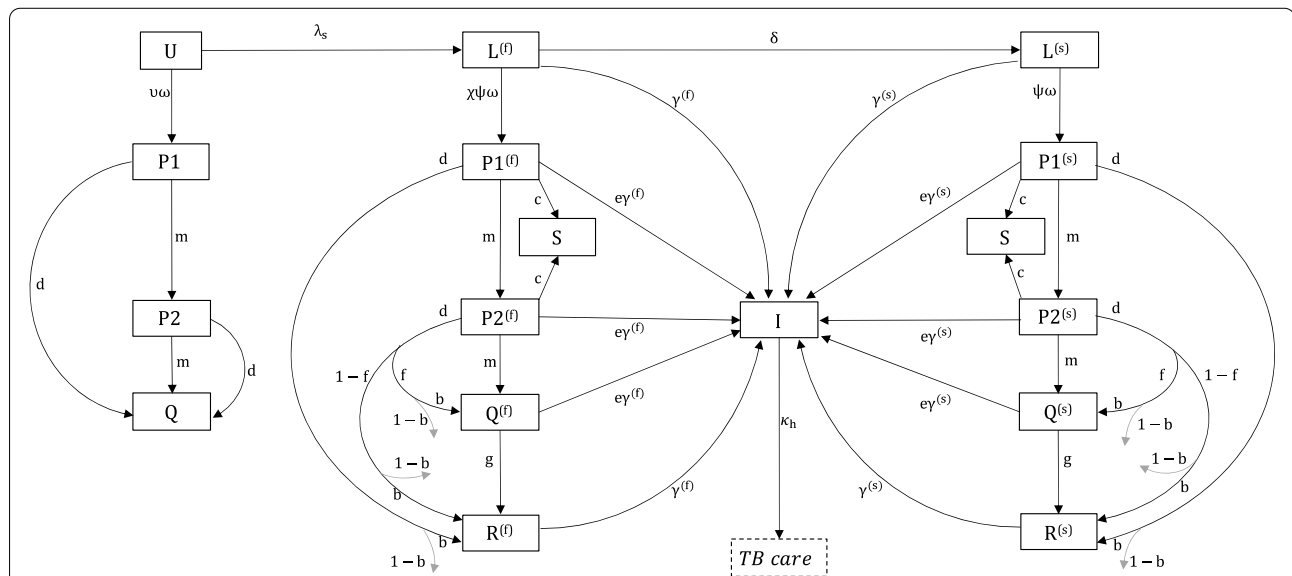 λs
U L(f) δ L(s)
υω χψω γ(f) γ(s) ψω
P1 d P1(f) P1(s) d
c eγ(f) eγ(s) c
m m S S m
d c c
P2 d P2(f) I P2(s) d
eγ(f) eγ(s)
m d 1−f f m m f 1−f
Q b Q(f) eγ(f) eγ(s) Q(s) b
1−b κh 1−b
1−b g γ(f) γ(s) g 1−b
b b
b R(f) R(s) b
1−b TB care 1−b